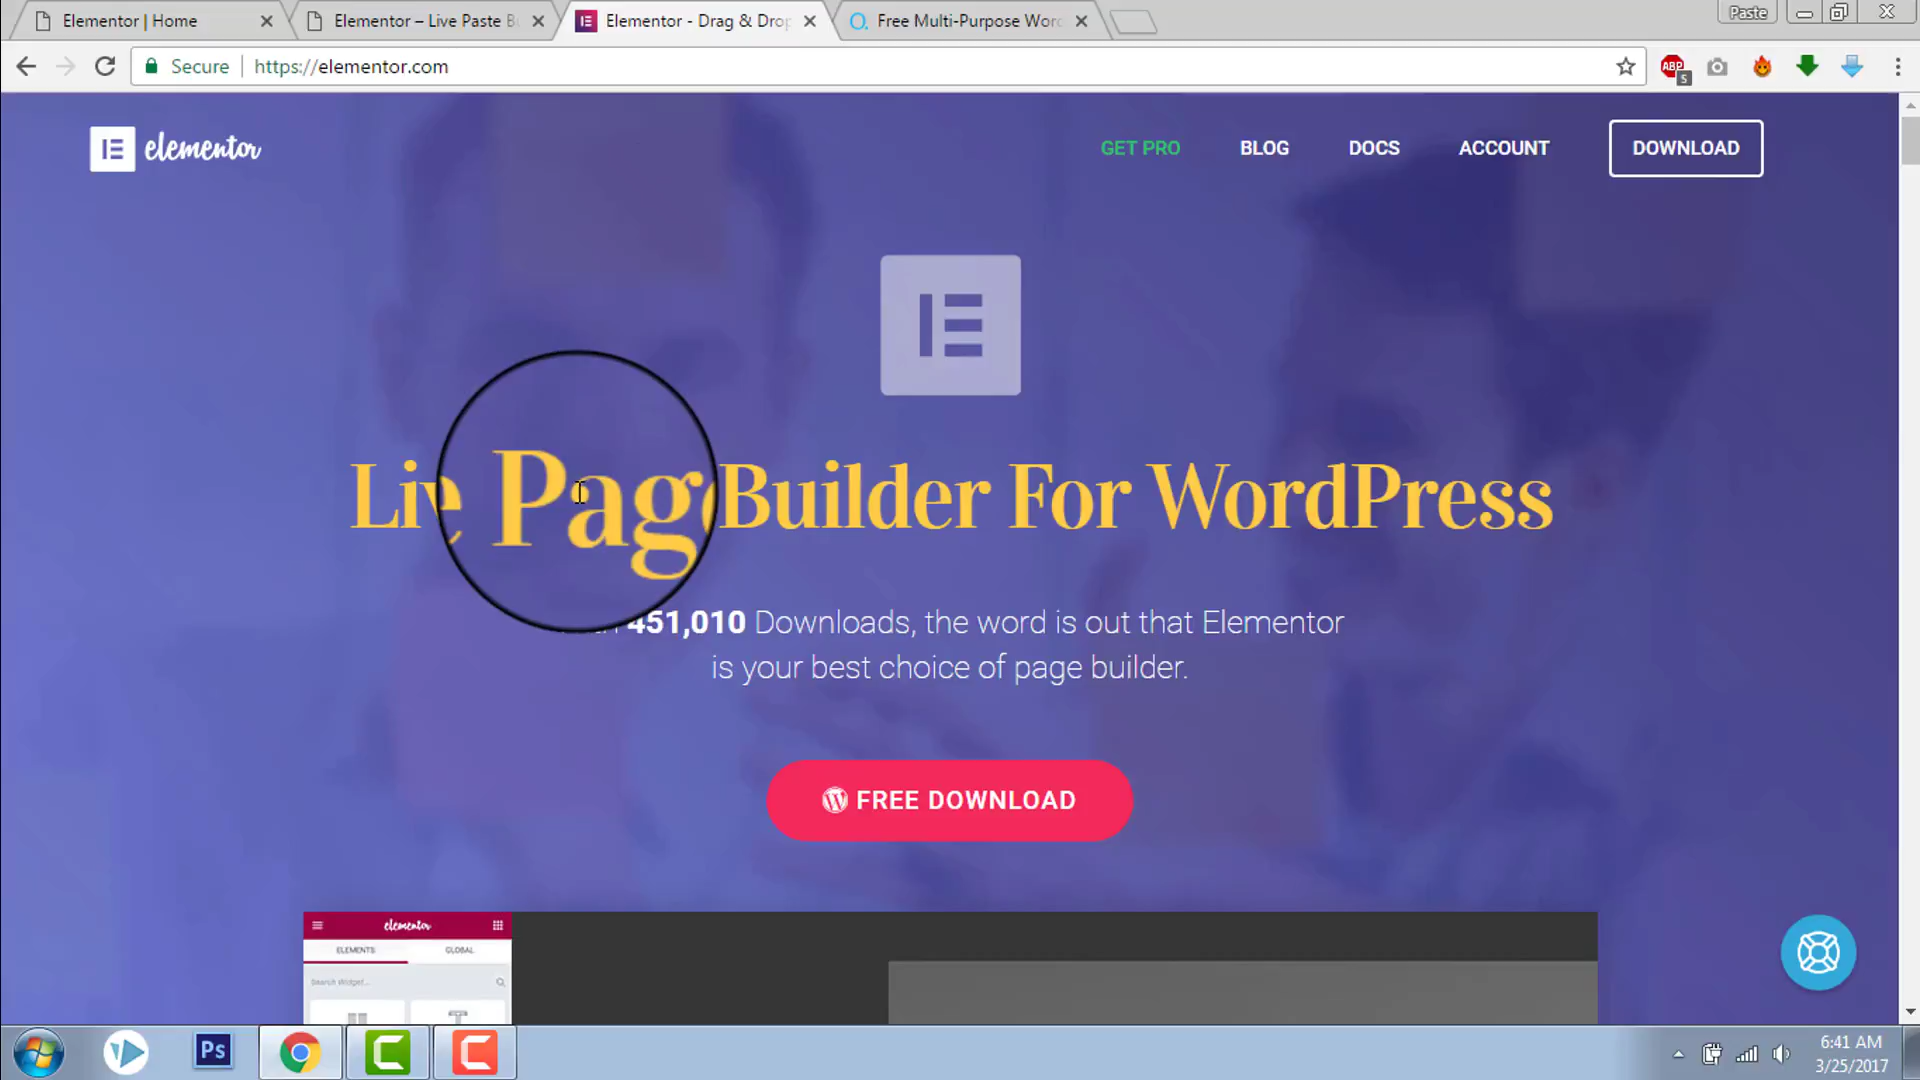 Elementor | Home
Elementor – Live Paste B
Elementor - Drag & Drop
Free Multi-Purpose Word
Paste
Secure
https://elementor.com
ABP
5
elementor
GET PRO
BLOG
DOCS
ACCOUNT
DOWNLOAD
Live Page Builder For WordPress
451,010 Downloads, the word is out that Elementor
is your best choice of page builder.
FREE DOWNLOAD
elementor
ELEMENTS
GLOBAL
Search Widget...
Ps
6:41 AM
3/25/2017